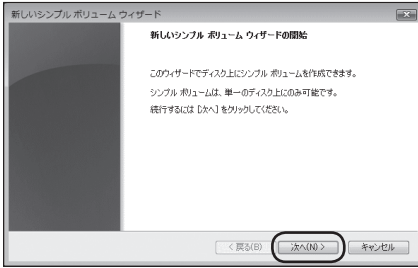 新しいシンプル ボリューム ウィザード
新しいシンプル ボリューム ウィザードの開始
このウィザードでディスク上にシンプル ボリュームを作成できます。
シンプル ボリュームは、単一のディスク上にのみ可能です。
続行するには [次へ] をクリックしてください。
< 戻る(B) 次へ(N) > キャンセル